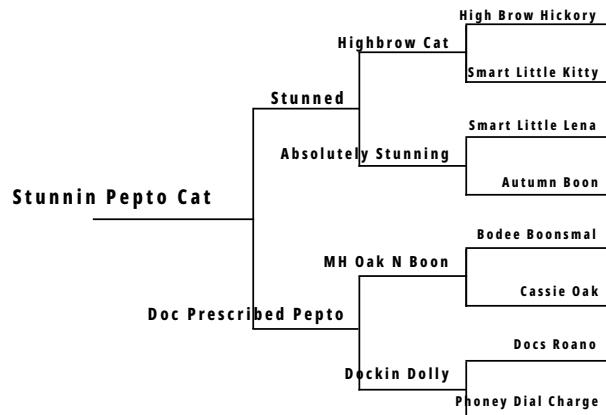 High Brow Hickory
Highbrow Cat
Smart Little Kitty
Stunned
Smart Little Lena
Absolutely Stunning
Autumn Boon
Stunnin Pepto Cat
Bodee Boonsmal
MH Oak N Boon
Cassie Oak
Doc Prescribed Pepto
Docs Roano
Dockin Dolly
Phoney Dial Charge